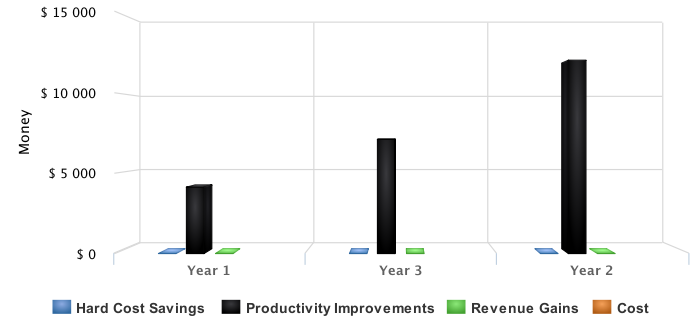 $ 15 000
$ 10 000
$ 5 000
$ 0
Money
Year 1
Year 3
Year 2
Hard Cost Savings
Productivity Improvements
Revenue Gains
Cost